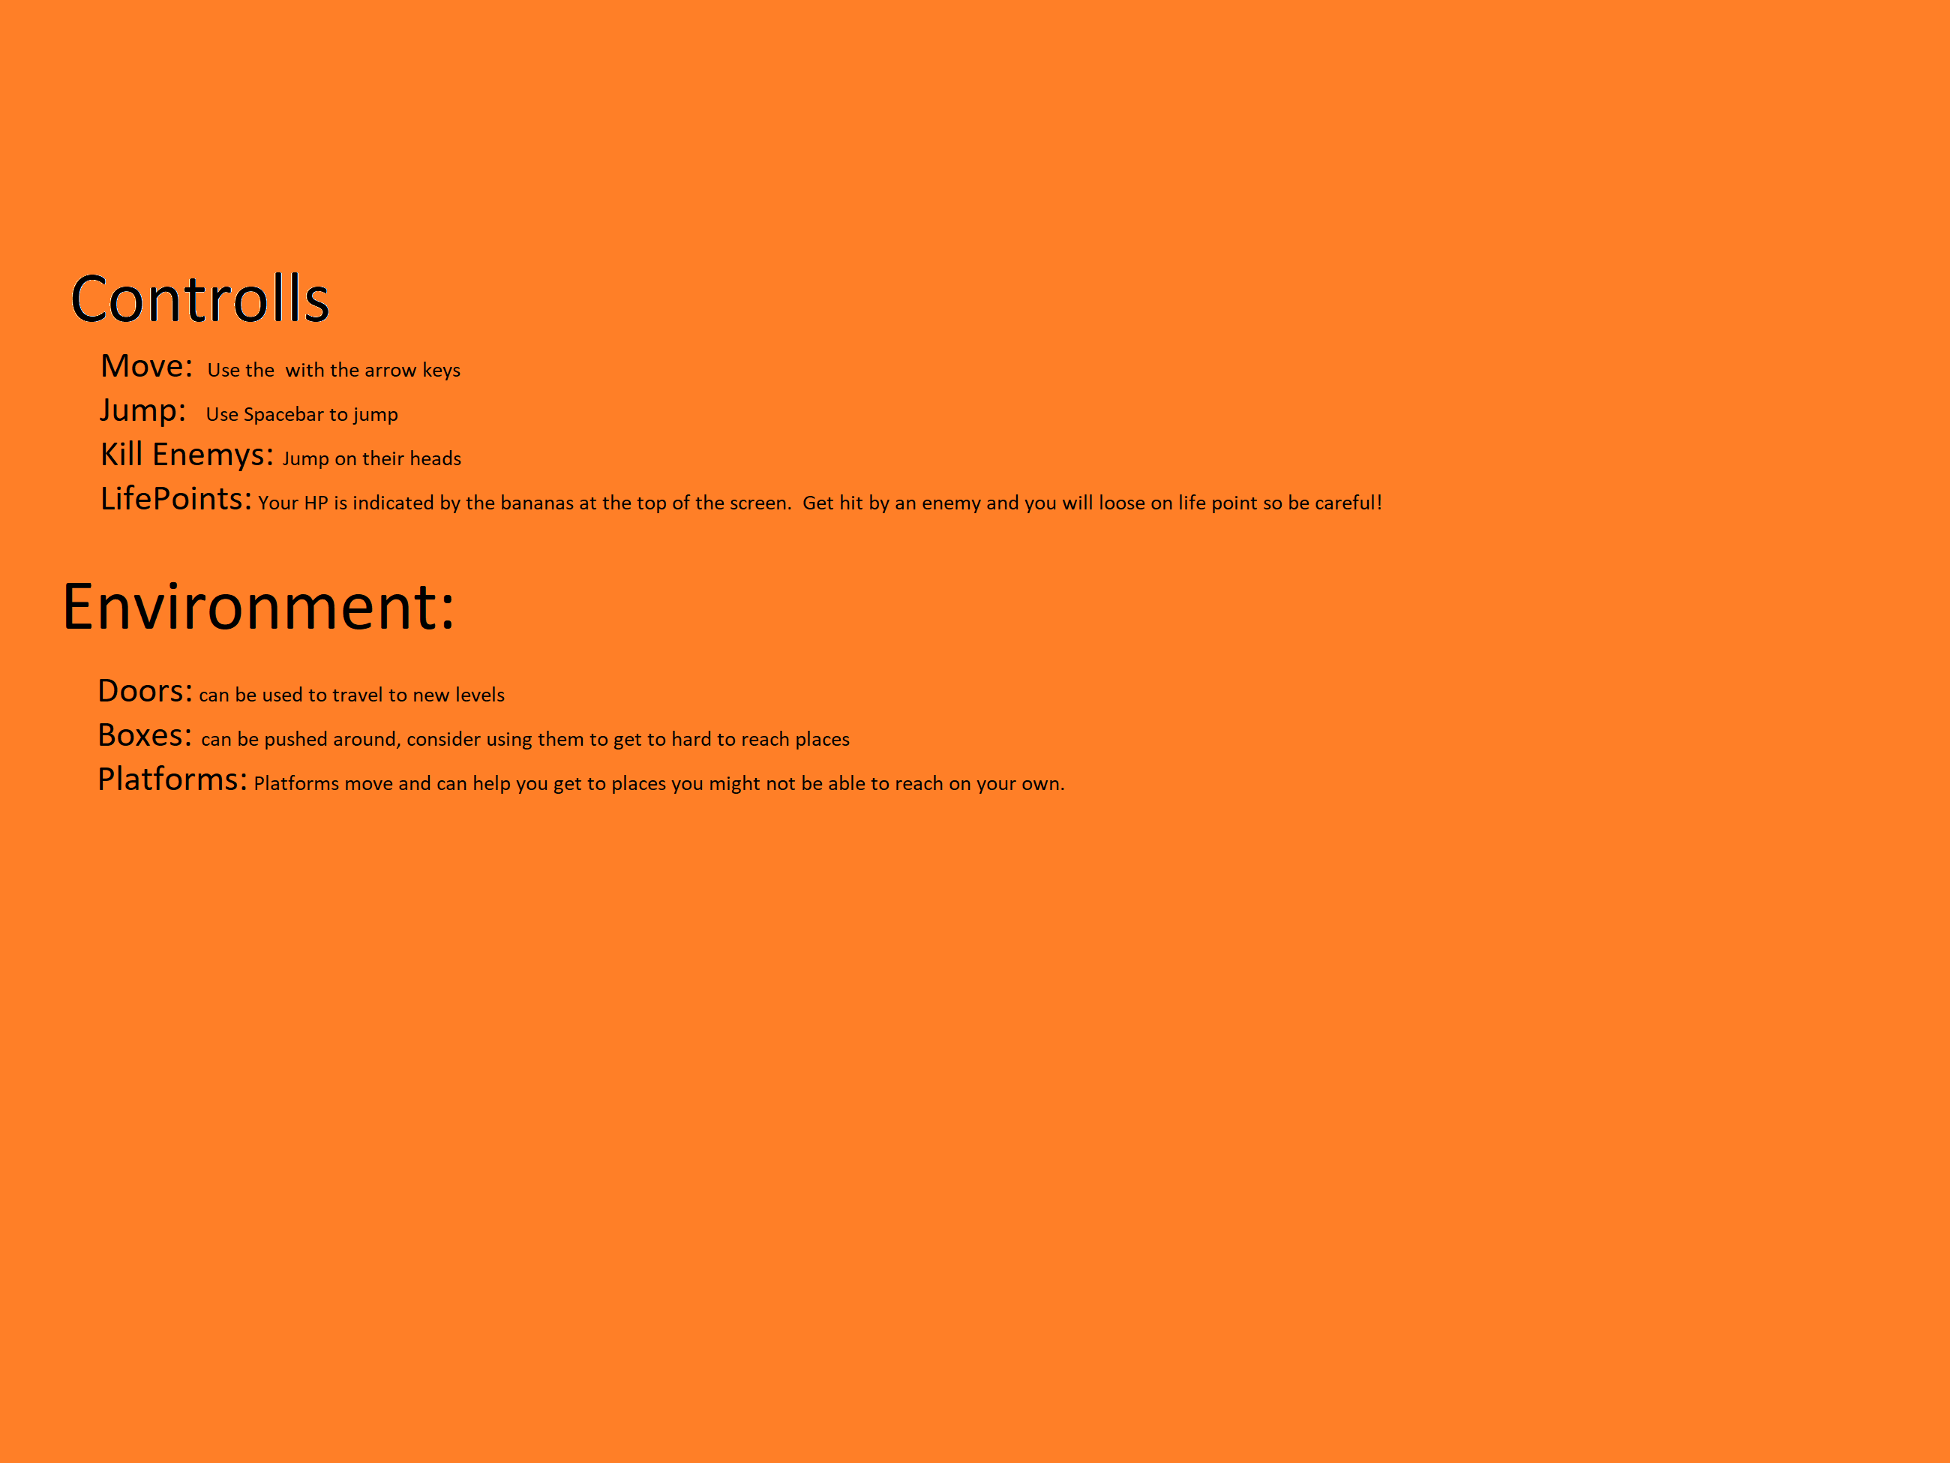 Controlls
Move: Use the  with the arrow keys
Jump: Use Spacebar to jump
Kill Enemys: Jump on their heads
LifePoints: Your HP is indicated by the bananas at the top of the screen.  Get hit by an enemy and you will loose on life point so be careful!
Environment:
Doors: can be used to travel to new levels
Boxes: can be pushed around, consider using them to get to hard to reach places
Platforms: Platforms move and can help you get to places you might not be able to reach on your own.